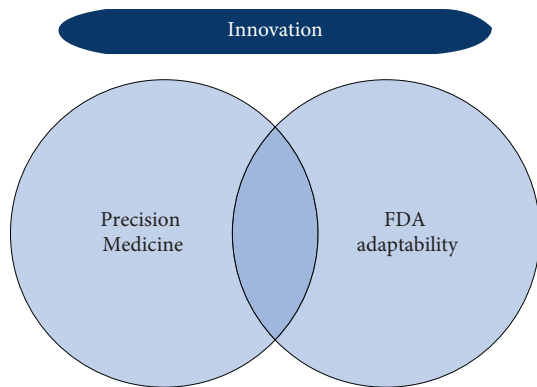 Innovation
Precision
Medicine
FDA
adaptability